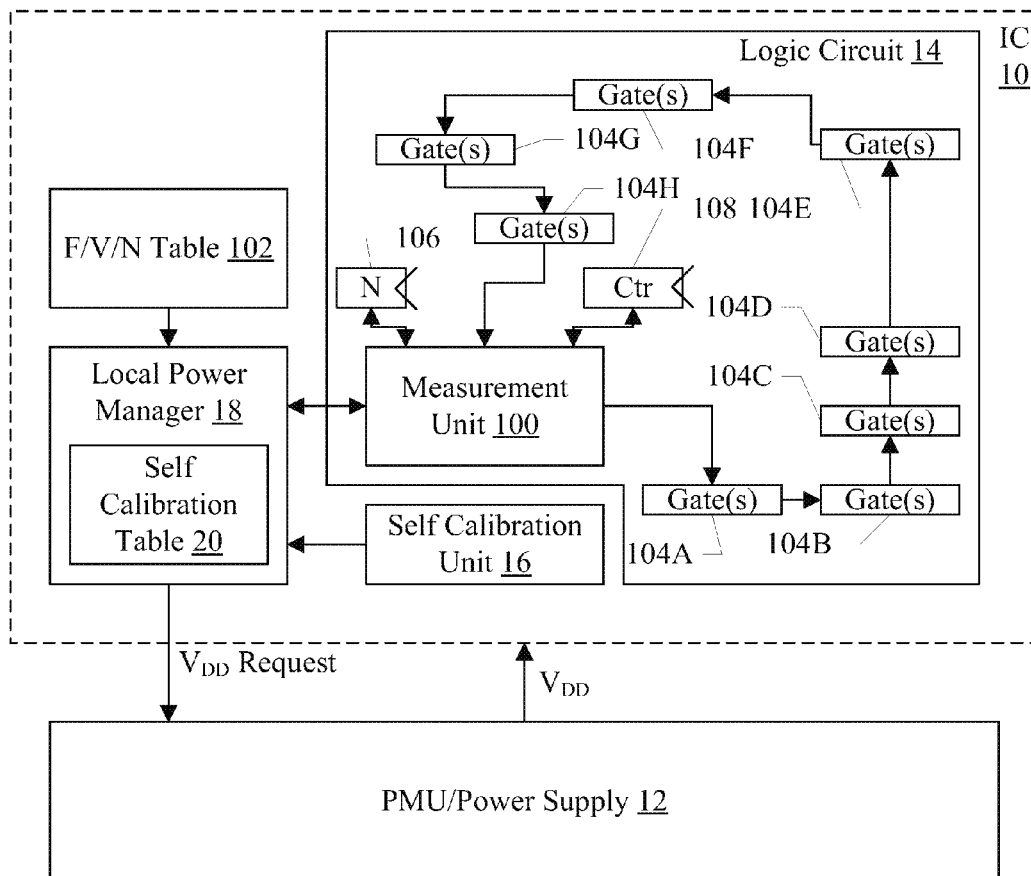 IC
10
Logic Circuit 14
Gate(s)
104F
Gate(s)
104G
Gate(s)
104E
Gate(s)
104H
108
106
N
Ctr
F/V/N Table 102
104D
Gate(s)
Local Power
Manager 18
Measurement
Unit 100
104C
Gate(s)
Self
Calibration
Table 20
Self Calibration
Unit 16
Gate(s)
104A
Gate(s)
104B
VDD Request
VDD
PMU/Power Supply 12